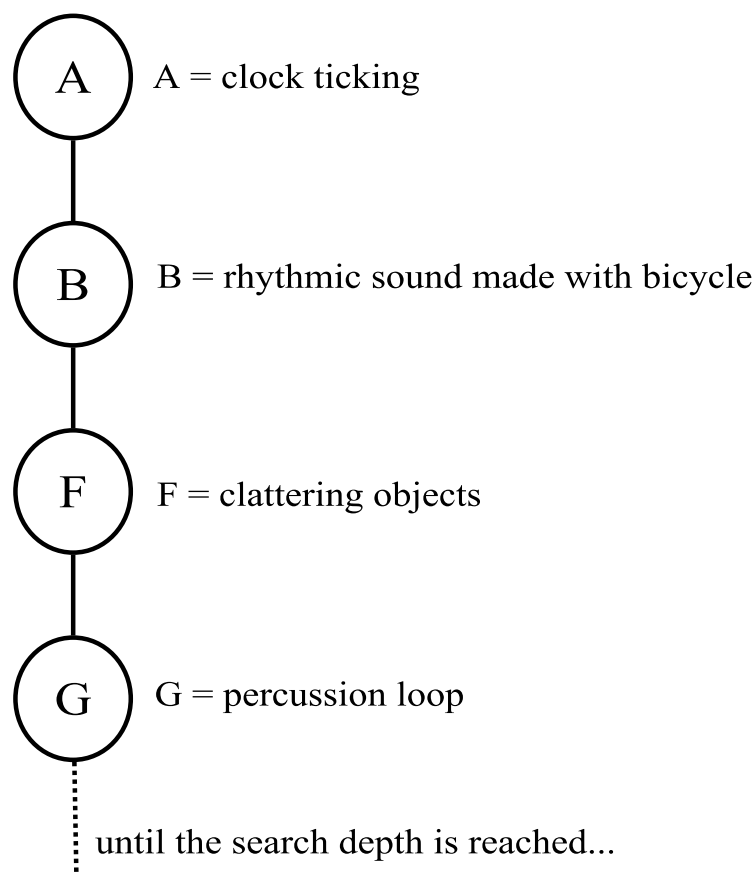 A A = clock ticking
B B = rhythmic sound made with bicycle
F F = clattering objects
G G = percussion loop
until the search depth is reached...